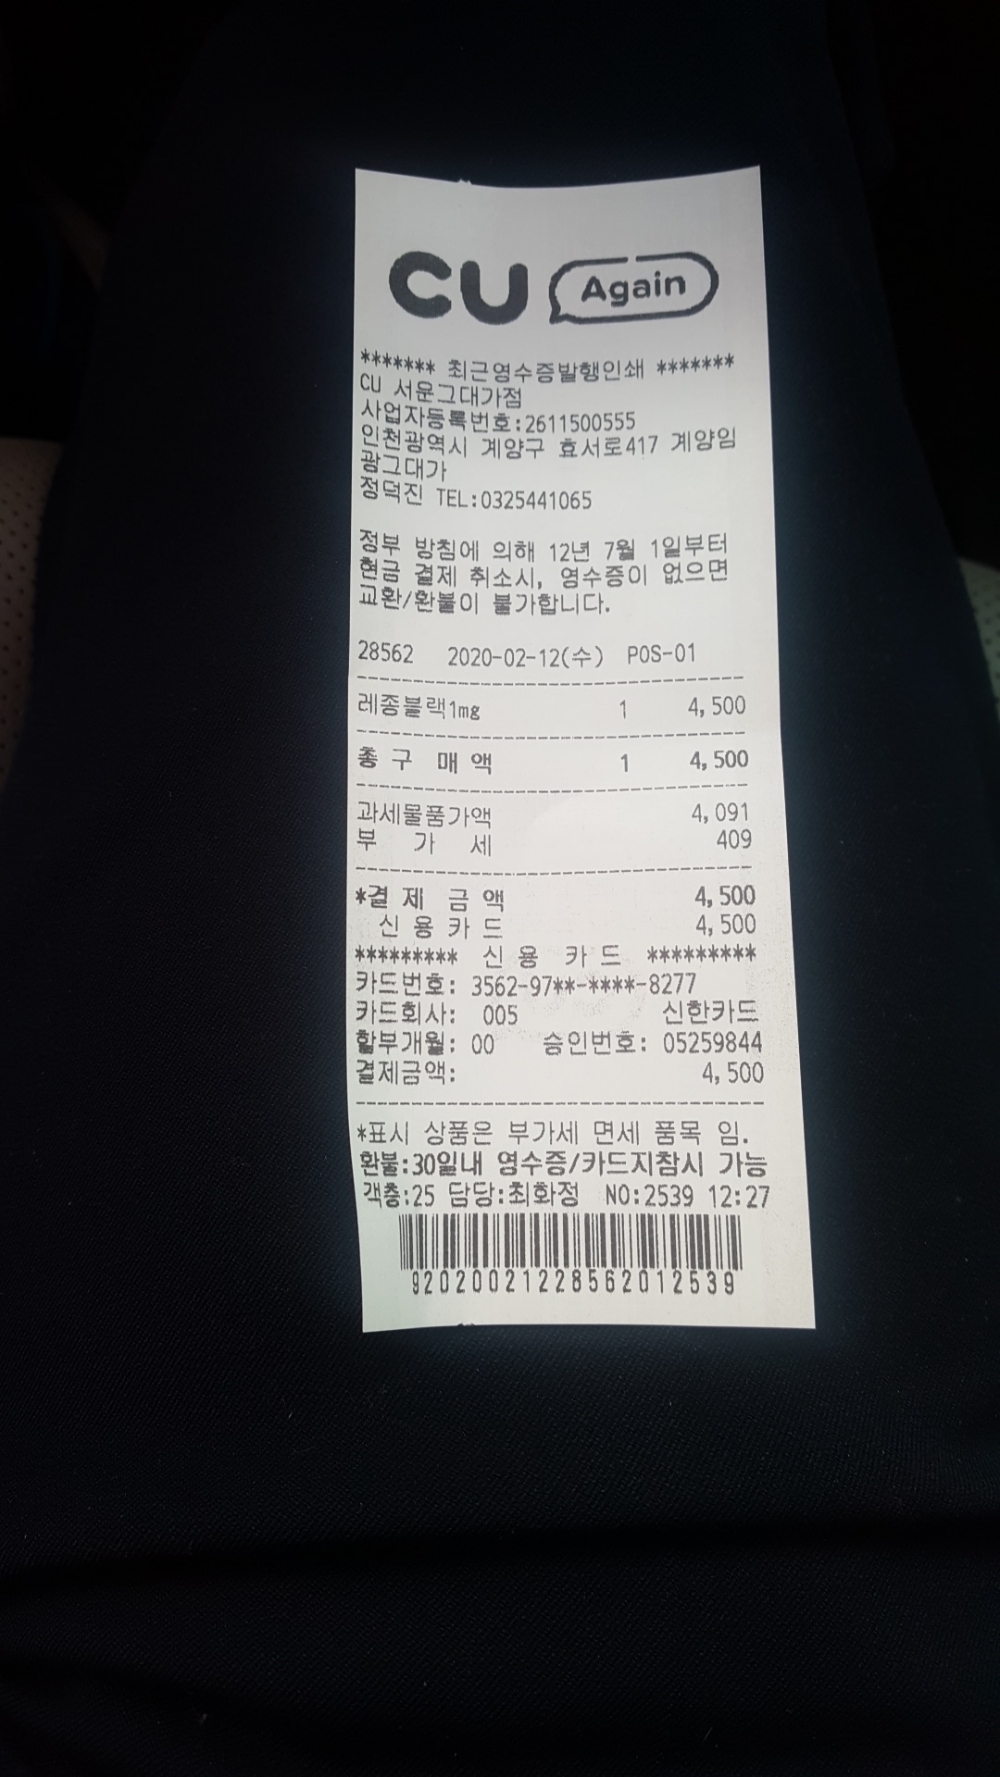 CU Again
******* 최근영수증발행인쇄 *******
CU 서운그대가점
사업자등록번호:2611500555
인천광역시 계양구 효서로417 계양임
광그대가
정덕진 TEL:0325441065
정부 방침에 의해 12년 7월 1일부터
현금 결제 취소시, 영수증이 없으면
교환/환불이 불가합니다.
28562 2020-02-12(수) POS-01
레종블랙1mg 1 4,500
총 구 매 액 1 4,500
과세물품가액 4,091
부 가 세 409
*결 제 금 액 4,500
신 용 카 드 4,500
********* 신 용 카 드 *********
카드번호: 3562-97**-****-8277
카드회사: 005 신한카드
할부개월: 00 승인번호: 05259844
결제금액: 4,500
*표시 상품은 부가세 면세 품목 임.
환불:30일내 영수증/카드지참시 가능
객층:25 담당:최화정 NO:2539 12:27
92020021228562012539